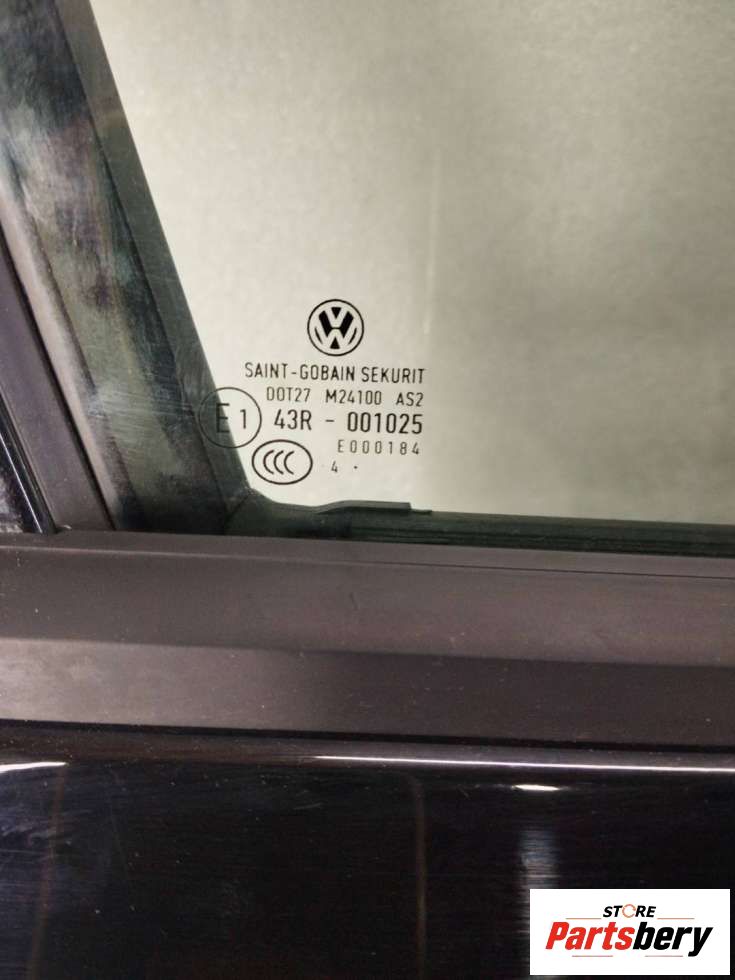 SAINT-GOBAIN SEKURIT
DOT27 M24100 AS2
E1 43R - 001025
E000184
CCC · 4 ·
STORE
Partsbery